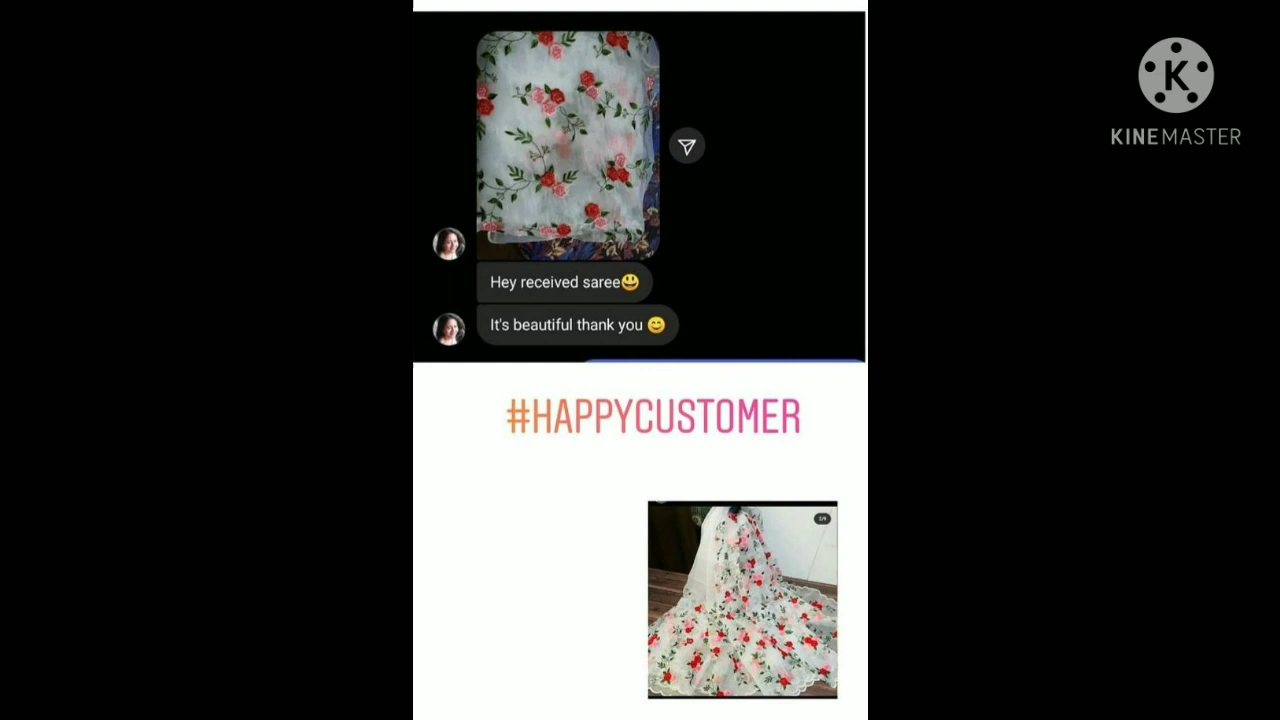 KINEMASTER
Hey received saree😃
It's beautiful thank you 😊
#HAPPYCUSTOMER